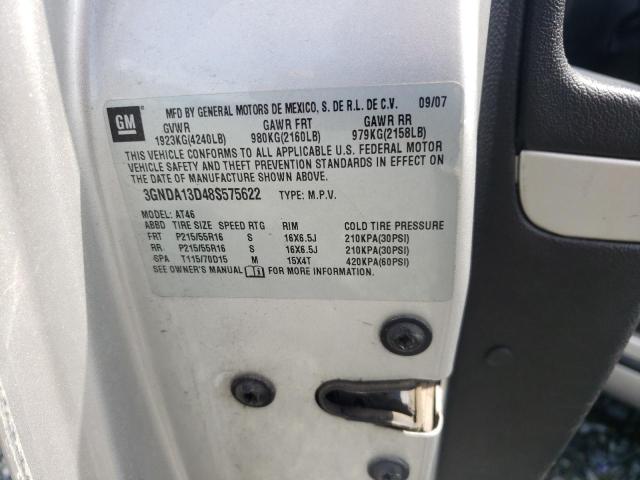 GM
MFD BY GENERAL MOTORS DE MEXICO, S. DE R.L. DE C.V. 09/07
GVWR GAWR FRT GAWR RR
1923KG(4240LB) 980KG(2160LB) 979KG(2158LB)
THIS VEHICLE CONFORMS TO ALL APPLICABLE U.S. FEDERAL MOTOR
VEHICLE SAFETY AND THEFT PREVENTION STANDARDS IN EFFECT ON
THE DATE OF MANUFACTURE SHOWN ABOVE.
3GNDA13D48S575622 TYPE: M.P.V.
MODEL: AT46
ABBD TIRE SIZE SPEED RTG RIM COLD TIRE PRESSURE
FRT P215/55R16 S 16X6.5J 210KPA(30PSI)
RR P215/55R16 S 16X6.5J 210KPA(30PSI)
SPA T115/70D15 M 15X4T 420KPA(60PSI)
SEE OWNER'S MANUAL FOR MORE INFORMATION.